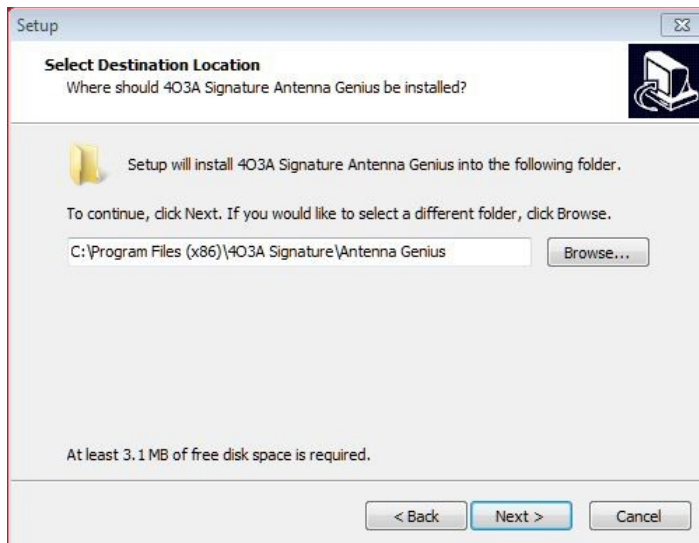 Setup
Select Destination Location
Where should 4O3A Signature Antenna Genius be installed?
Setup will install 4O3A Signature Antenna Genius into the following folder.
To continue, click Next. If you would like to select a different folder, click Browse.
C:\Program Files (x86)\4O3A Signature\Antenna Genius
Browse...
At least 3.1 MB of free disk space is required.
< Back
Next >
Cancel